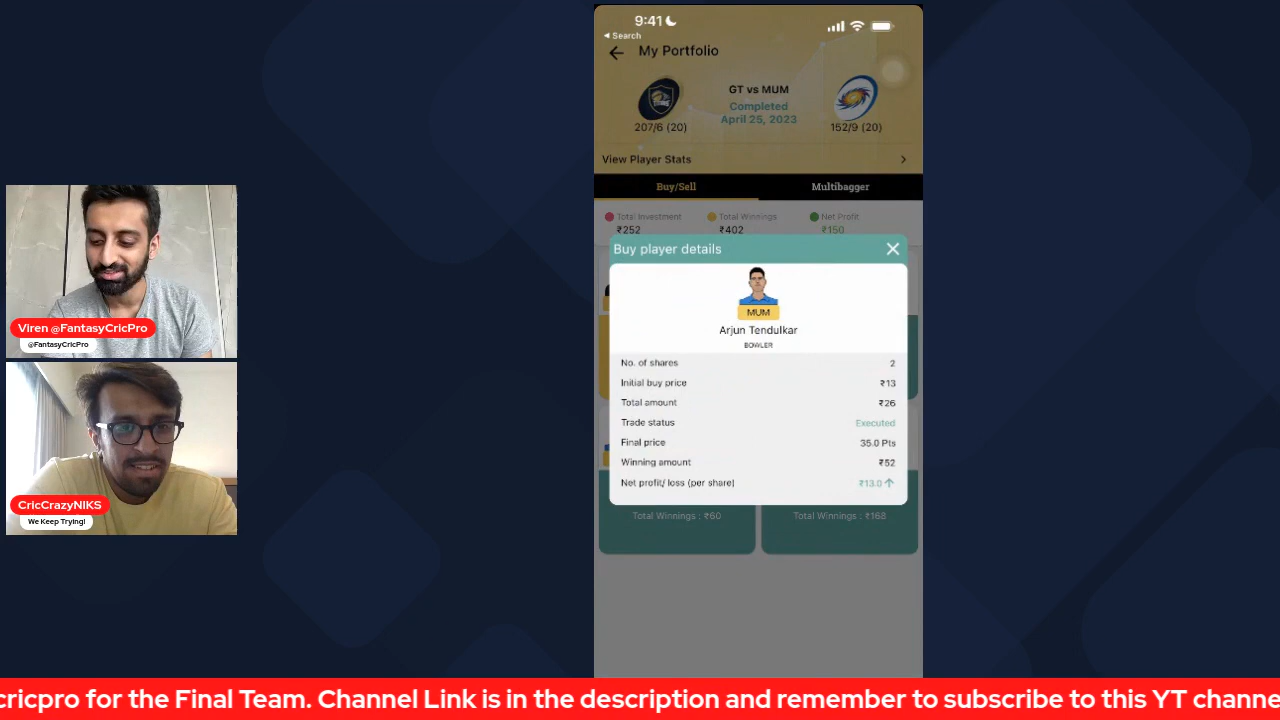 9:41
Search
My Portfolio
GT vs MUM
Completed
April 25, 2023
207/6 (20)
152/9 (20)
View Player Stats
Buy/Sell
Multibagger
Total Investment
Total Winnings
Net Profit
₹252
₹402
₹150
Buy player details
MUM
Arjun Tendulkar
BOWLER
No. of shares 2
Initial buy price ₹13
Total amount ₹26
Trade status Executed
Final price 35.0 Pts
Winning amount ₹52
Net profit/ loss (per share) ₹13.0
Total Winnings : ₹60
Total Winnings : ₹168
Viren @FantasyCricPro
@FantasyCricPro
CricCrazyNIKS
We Keep Trying!
cricpro for the Final Team. Channel Link is in the description and remember to subscribe to this YT channe